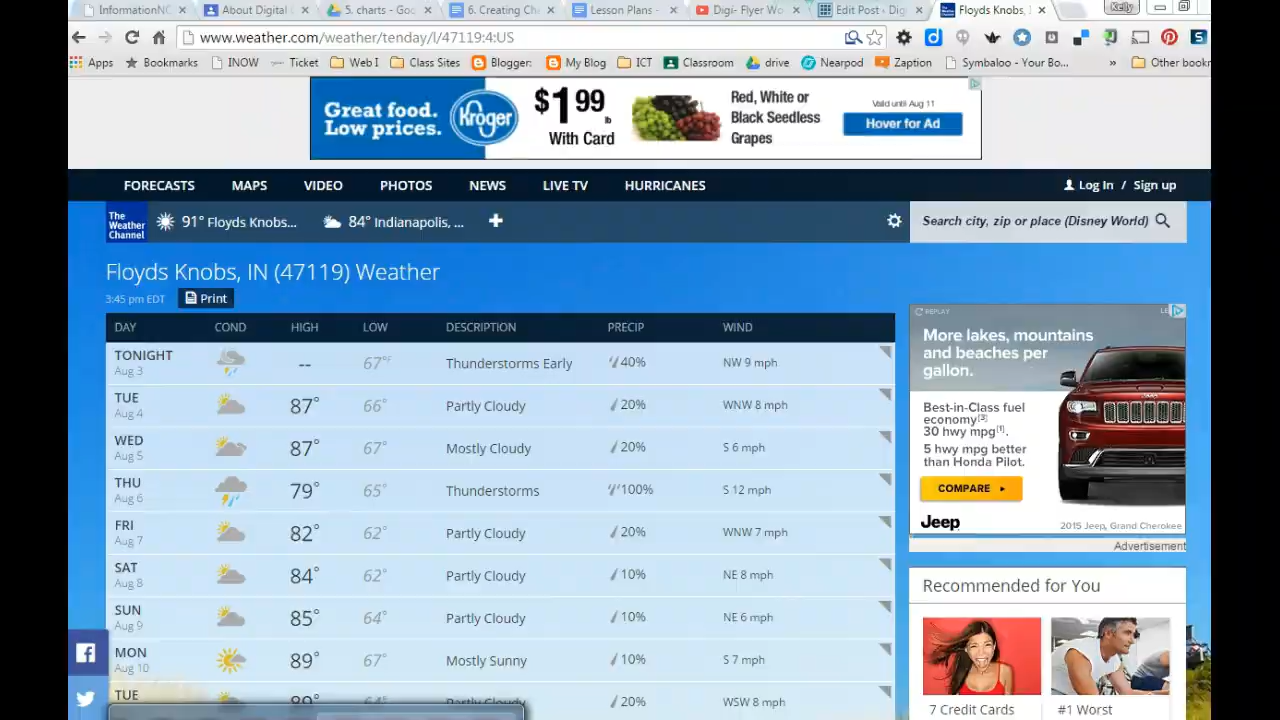 InformationNC
About Digital
5. charts - Goo
6. Creating Ch
Lesson Plans -
Digi- Flyer Wo
Edit Post ‹ Dig
Floyds Knobs,
Kelly
www.weather.com/weather/tenday/l/47119:4:US
Apps
Bookmarks
INOW
Ticket
Web I
Class Sites
Blogger:
My Blog
ICT
Classroom
drive
Nearpod
Zaption
Symbaloo - Your Bo...
»
Other bookr
Great food.
Low prices.
Kroger
$1.99 lb
With Card
Red, White or
Black Seedless
Grapes
Valid until Aug 11
Hover for Ad
FORECASTS MAPS VIDEO PHOTOS NEWS LIVE TV HURRICANES
Log In / Sign up
The
Weather
Channel
91° Floyds Knobs...
84° Indianapolis, ...
Search city, zip or place (Disney World)
Floyds Knobs, IN (47119) Weather
3:45 pm EDT
Print
DAY COND HIGH LOW DESCRIPTION PRECIP WIND
TONIGHT
Aug 3
-- 67°F Thunderstorms Early 40% NW 9 mph
TUE
Aug 4
87° 66° Partly Cloudy 20% WNW 8 mph
WED
Aug 5
87° 67° Mostly Cloudy 20% S 6 mph
THU
Aug 6
79° 65° Thunderstorms 100% S 12 mph
FRI
Aug 7
82° 62° Partly Cloudy 20% WNW 7 mph
SAT
Aug 8
84° 62° Partly Cloudy 10% NE 8 mph
SUN
Aug 9
85° 64° Partly Cloudy 10% NE 6 mph
MON
Aug 10
89° 67° Mostly Sunny 10% S 7 mph
TUE
89° 64° Partly Cloudy 20% WSW 8 mph
REPLAY
More lakes, mountains
and beaches per
gallon.
Best-in-Class fuel
economy[3]
30 hwy mpg[1].
5 hwy mpg better
than Honda Pilot.
COMPARE
Jeep
2015 Jeep, Grand Cherokee
Advertisement
Recommended for You
7 Credit Cards
#1 Worst